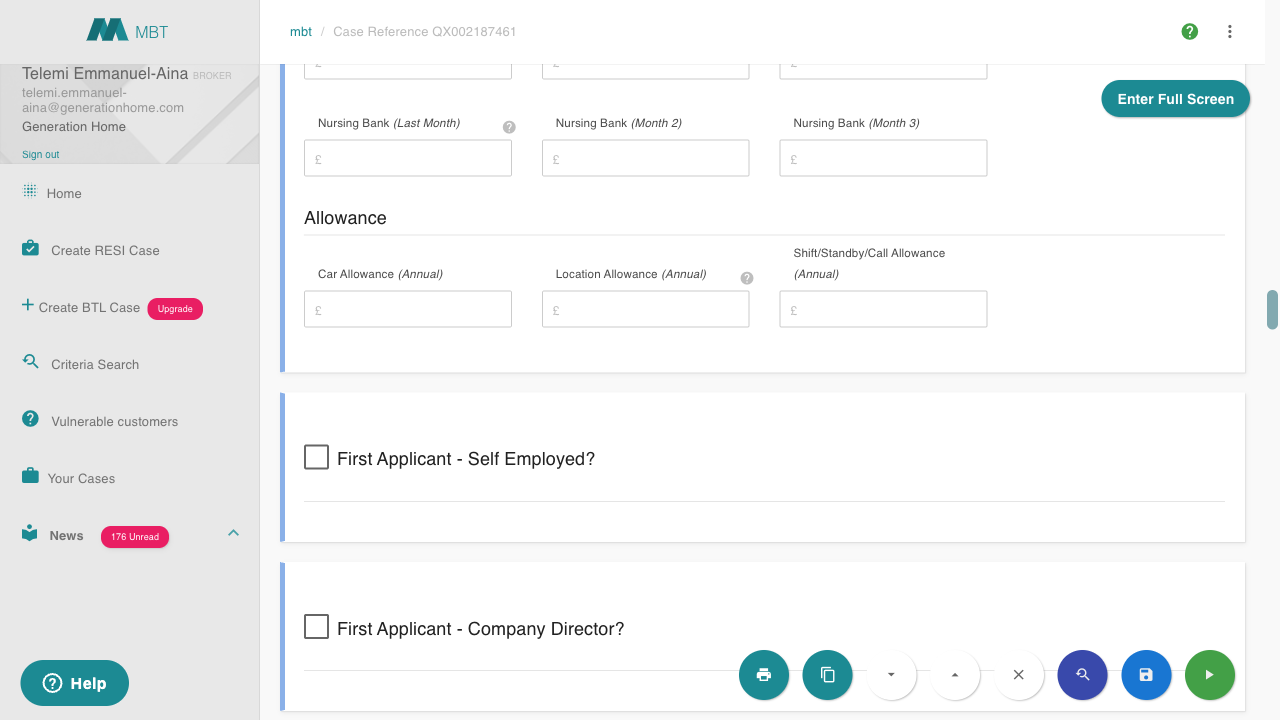 MBT
mbt / Case Reference QX002187461
Telemi Emmanuel-Aina BROKER
telemi.emmanuel-
aina@generationhome.com
Generation Home
Sign out
Home
Create RESI Case
Create BTL Case Upgrade
Criteria Search
Vulnerable customers
Your Cases
News 176 Unread
Help
Enter Full Screen
£ £ £
Nursing Bank (Last Month) Nursing Bank (Month 2) Nursing Bank (Month 3)
£ £ £
Allowance
Car Allowance (Annual) Location Allowance (Annual) Shift/Standby/Call Allowance
(Annual)
£ £ £
First Applicant - Self Employed?
First Applicant - Company Director?